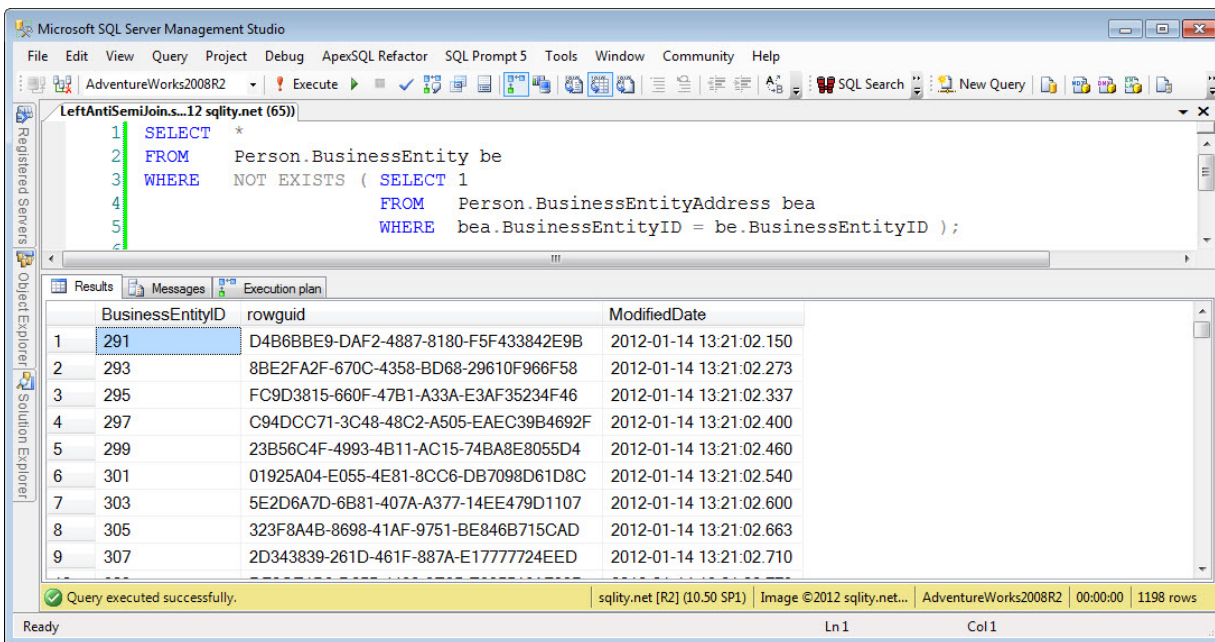 Microsoft SQL Server Management Studio
File Edit View Query Project Debug ApexSQL Refactor SQL Prompt 5 Tools Window Community Help
AdventureWorks2008R2 Execute SQL Search New Query
LeftAntiSemiJoin.s...12 sqlity.net (65))
Registered Servers
Object Explorer
Solution Explorer
1 SELECT *
2 FROM Person.BusinessEntity be
3 WHERE NOT EXISTS ( SELECT 1
4 FROM Person.BusinessEntityAddress bea
5 WHERE bea.BusinessEntityID = be.BusinessEntityID );
Results Messages Execution plan
BusinessEntityID rowguid ModifiedDate
1 291 D4B6BBE9-DAF2-4887-8180-F5F433842E9B 2012-01-14 13:21:02.150
2 293 8BE2FA2F-670C-4358-BD68-29610F966F58 2012-01-14 13:21:02.273
3 295 FC9D3815-660F-47B1-A33A-E3AF35234F46 2012-01-14 13:21:02.337
4 297 C94DCC71-3C48-48C2-A505-EAEC39B4692F 2012-01-14 13:21:02.400
5 299 23B56C4F-4993-4B11-AC15-74BA8E8055D4 2012-01-14 13:21:02.460
6 301 01925A04-E055-4E81-8CC6-DB7098D61D8C 2012-01-14 13:21:02.540
7 303 5E2D6A7D-6B81-407A-A377-14EE479D1107 2012-01-14 13:21:02.600
8 305 323F8A4B-8698-41AF-9751-BE846B715CAD 2012-01-14 13:21:02.663
9 307 2D343839-261D-461F-887A-E17777724EED 2012-01-14 13:21:02.710
Query executed successfully. sqlity.net [R2] (10.50 SP1) Image ©2012 sqlity.net... AdventureWorks2008R2 00:00:00 1198 rows
Ready Ln 1 Col 1